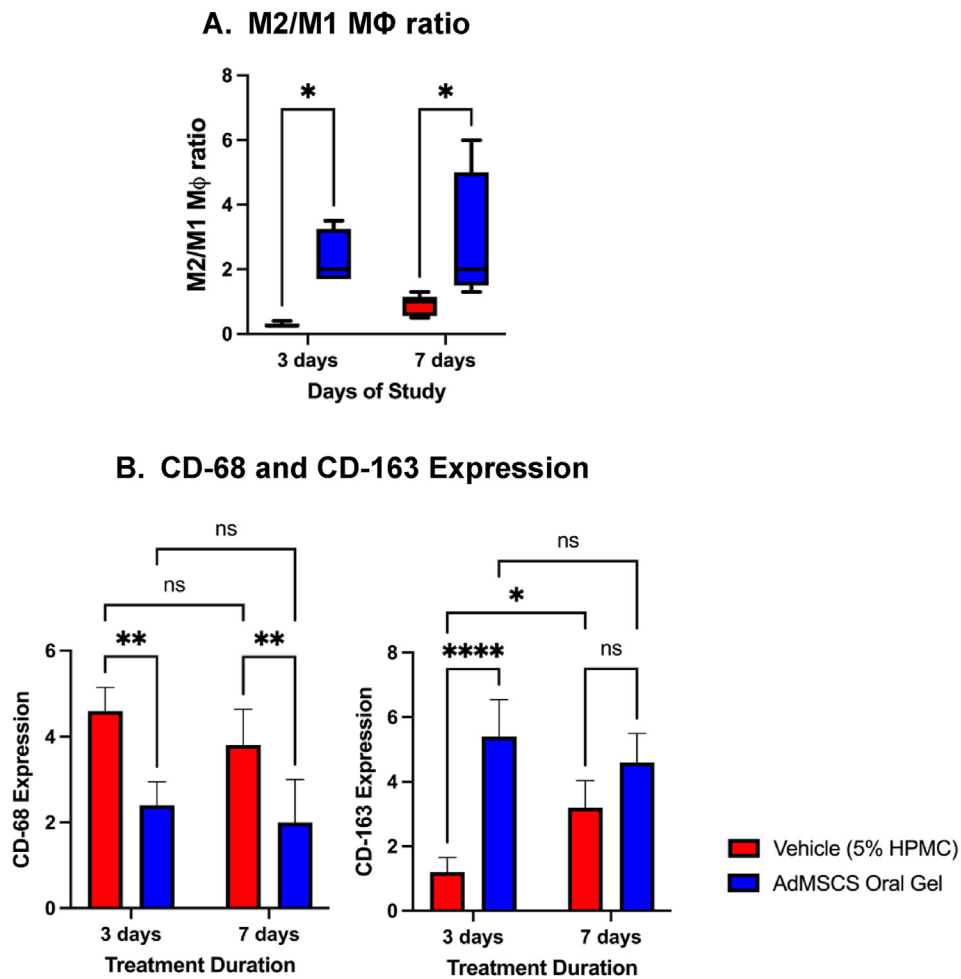 A. M2/M1 MΦ ratio
M2/M1 Mϕ ratio
8
6
4
2
0
*
*
3 days
7 days
Days of Study
B. CD-68 and CD-163 Expression
CD-68 Expression
6
4
2
0
ns
ns
**
**
3 days
7 days
Treatment Duration
CD-163 Expression
8
6
4
2
0
ns
*
****
ns
3 days
7 days
Treatment Duration
Vehicle (5% HPMC)
AdMSCS Oral Gel